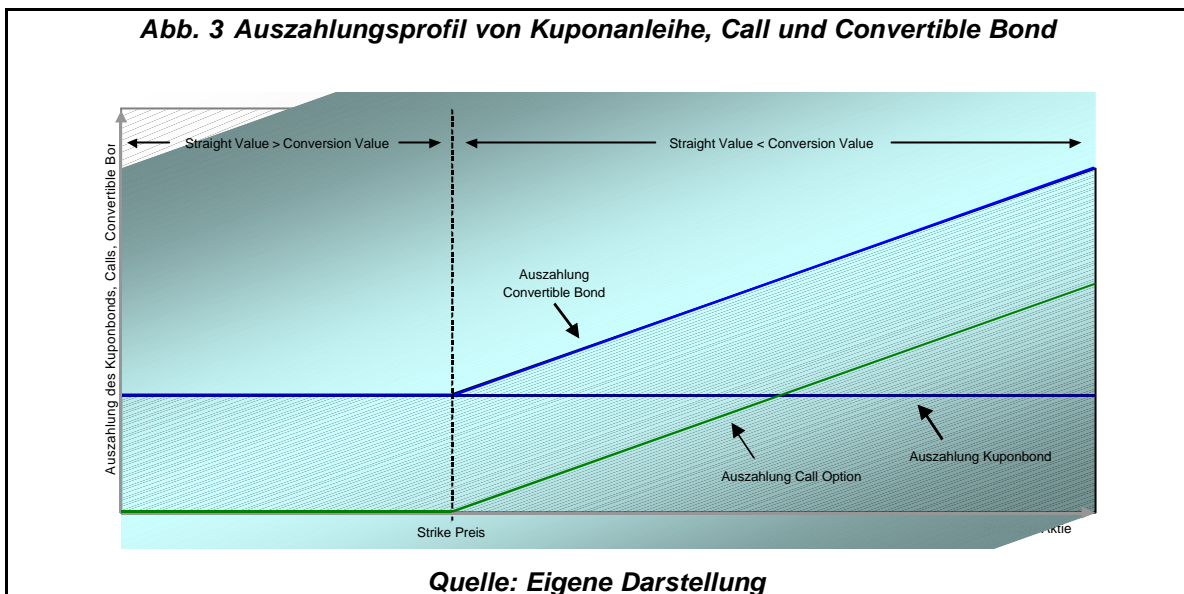 Abb. 3 Auszahlungsprofil von Kuponanleihe, Call und Convertible Bond
Straight Value > Conversion Value
Straight Value < Conversion Value
Auszahlung des Kuponbonds, Calls, Convertible
Auszahlung
Convertible Bond
Auszahlung Kuponbond
Auszahlung Call Option
Strike Preis
Quelle: Eigene Darstellung